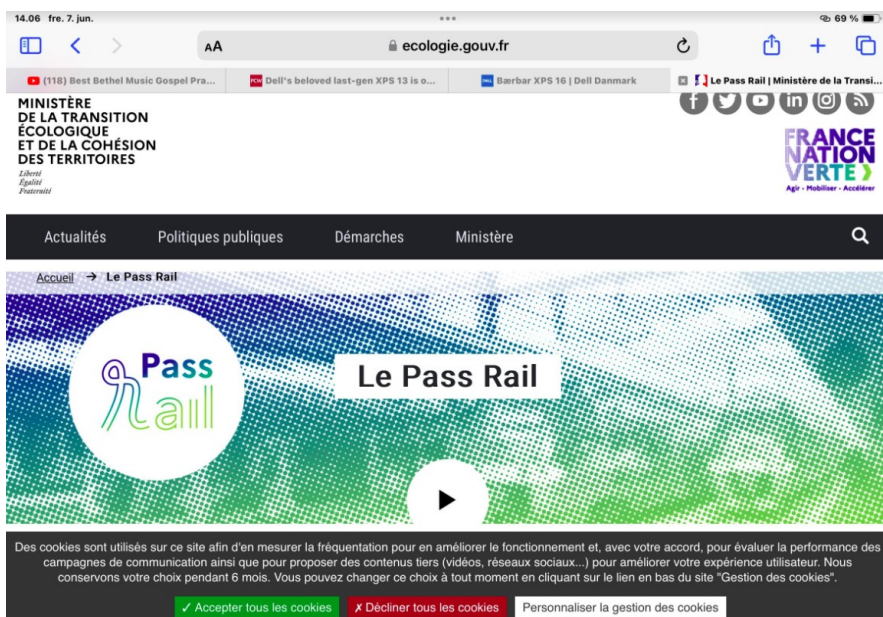 14.06 fre. 7. jun.
69 %
AA
ecologie.gouv.fr
(118) Best Bethel Music Gospel Pra...
PCW Dell's beloved last-gen XPS 13 is o...
DELL Bærbar XPS 16 | Dell Danmark
Le Pass Rail | Ministère de la Transi...
MINISTÈRE
DE LA TRANSITION
ÉCOLOGIQUE
ET DE LA COHÉSION
DES TERRITOIRES
Liberté
Égalité
Fraternité
FRANCE
NATION
VERTE
Agir • Mobiliser • Accélérer
Actualités Politiques publiques Démarches Ministère
Accueil → Le Pass Rail
Pass
Rail
Le Pass Rail
Des cookies sont utilisés sur ce site afin d'en mesurer la fréquentation pour en améliorer le fonctionnement et, avec votre accord, pour évaluer la performance des
campagnes de communication ainsi que pour proposer des contenus tiers (vidéos, réseaux sociaux...) pour améliorer votre expérience utilisateur. Nous
conservons votre choix pendant 6 mois. Vous pouvez changer ce choix à tout moment en cliquant sur le lien en bas du site "Gestion des cookies".
✓ Accepter tous les cookies ✗ Décliner tous les cookies Personnaliser la gestion des cookies